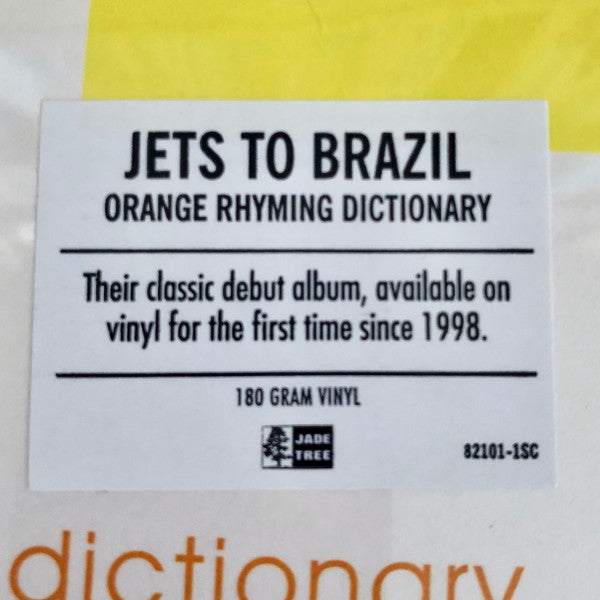 JETS TO BRAZIL
ORANGE RHYMING DICTIONARY
Their classic debut album, available on
vinyl for the first time since 1998.
180 GRAM VINYL
JADE
TREE
82101-1SC
dictionary